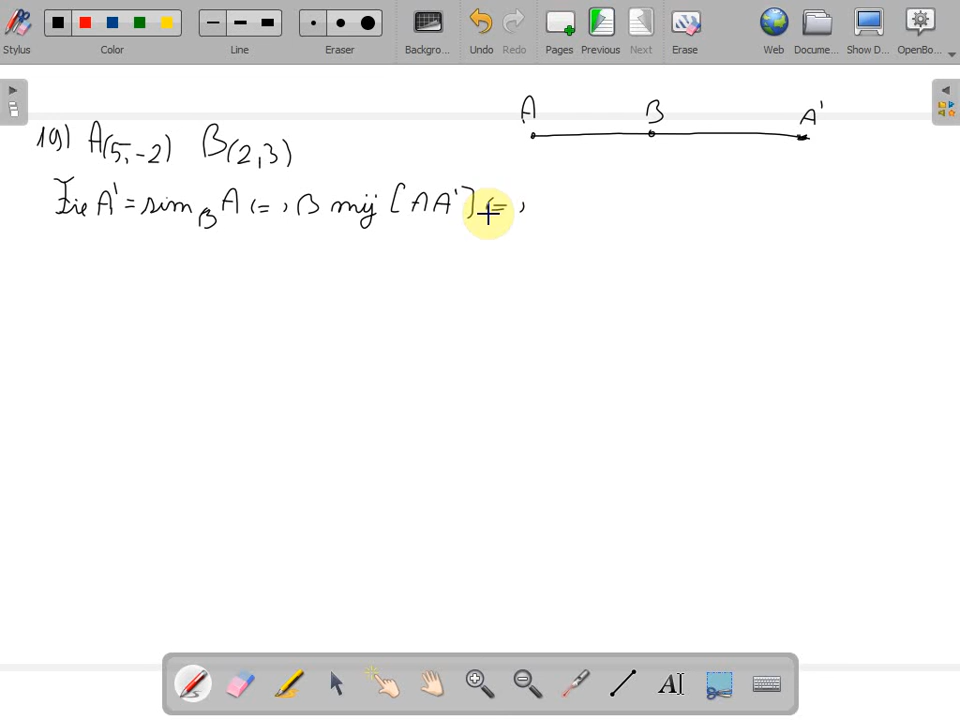 Stylus Color Line Eraser Backgro... Undo Redo Pages Previous Next Erase Web Docume... Show D... OpenBo...
A B A'
19) A(5,-2) B(2,3)
Fie A' = sim_B A (=, B mij [AA'] (=,
A